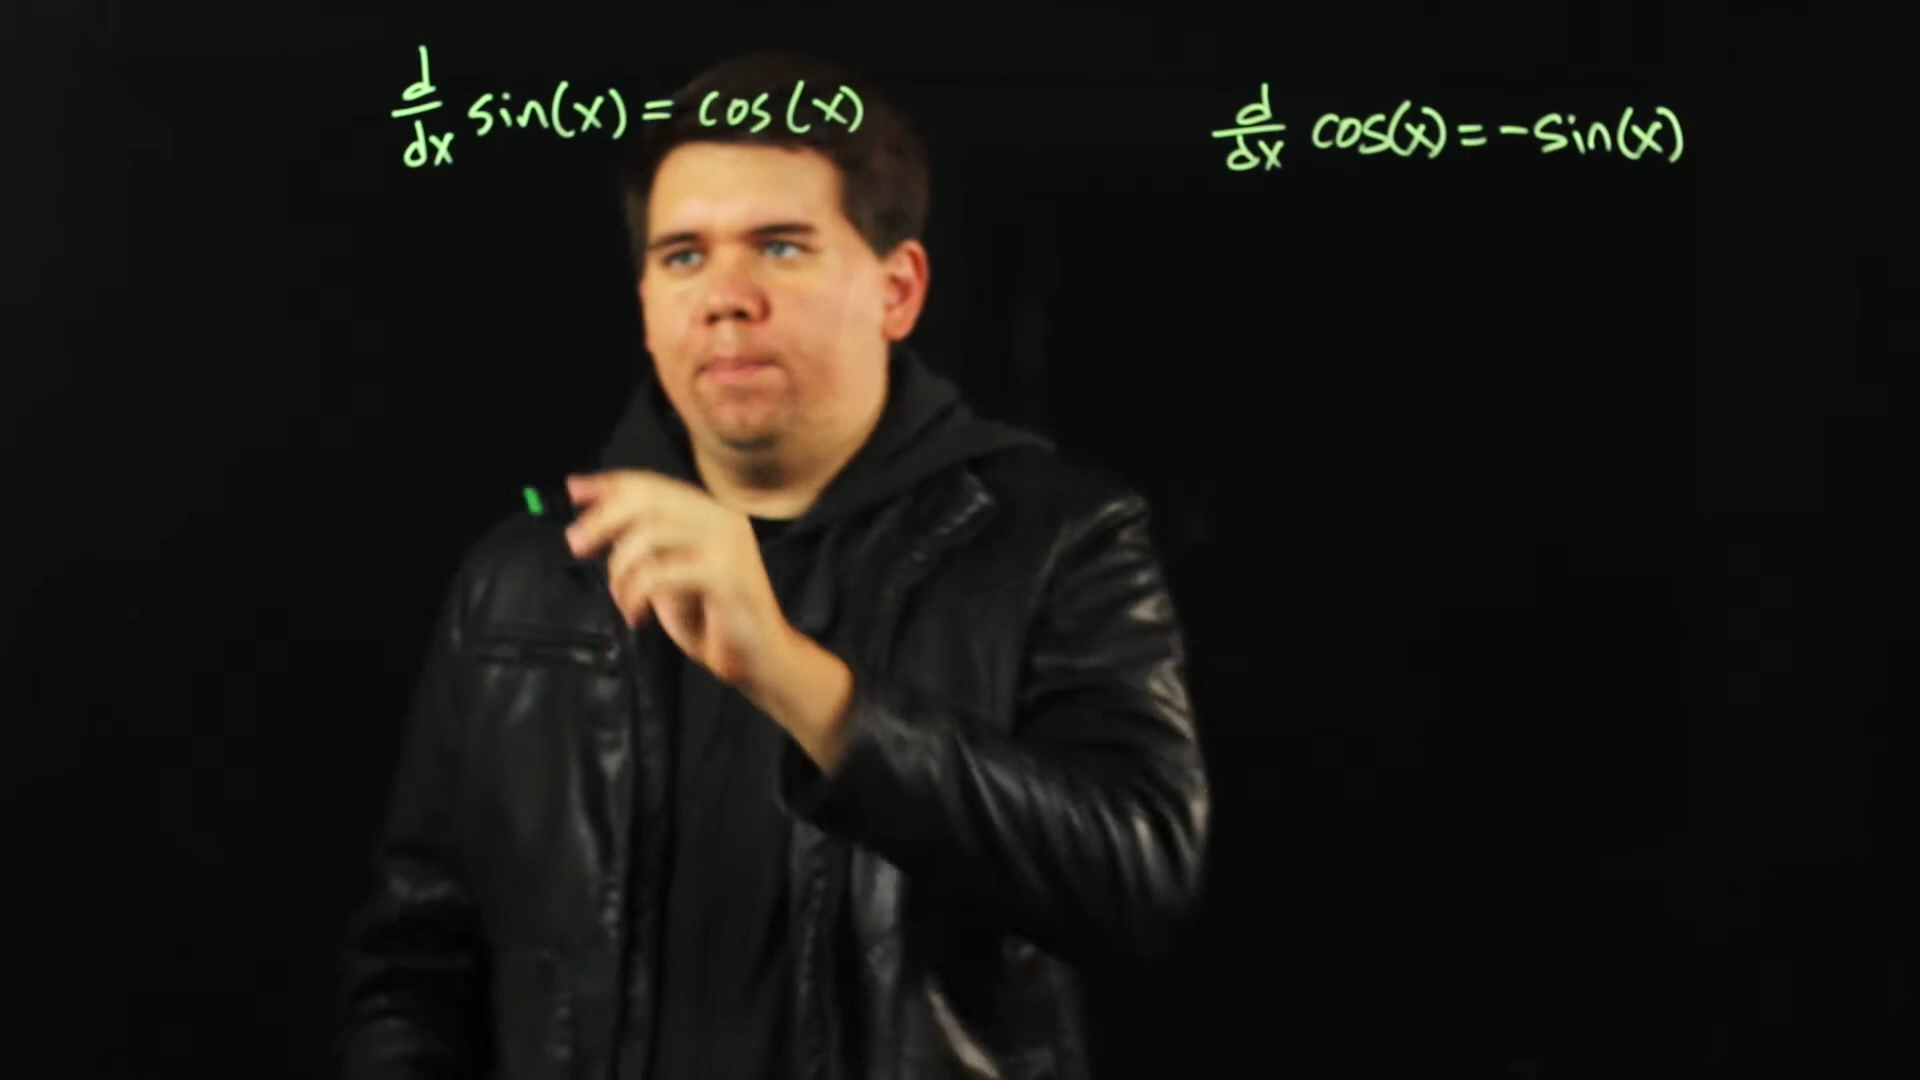 d/dx sin(x) = cos(x)
d/dx cos(x) = -sin(x)